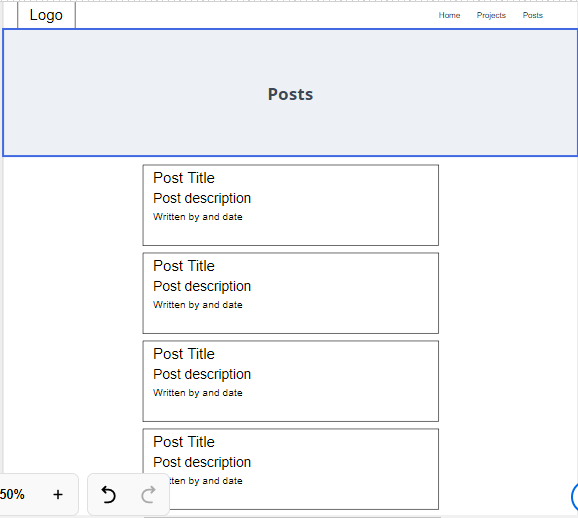 Logo
Home Projects Posts
Posts
Post Title
Post description
Written by and date
Post Title
Post description
Written by and date
Post Title
Post description
Written by and date
Post Title
Post description
tten by and date
50% +